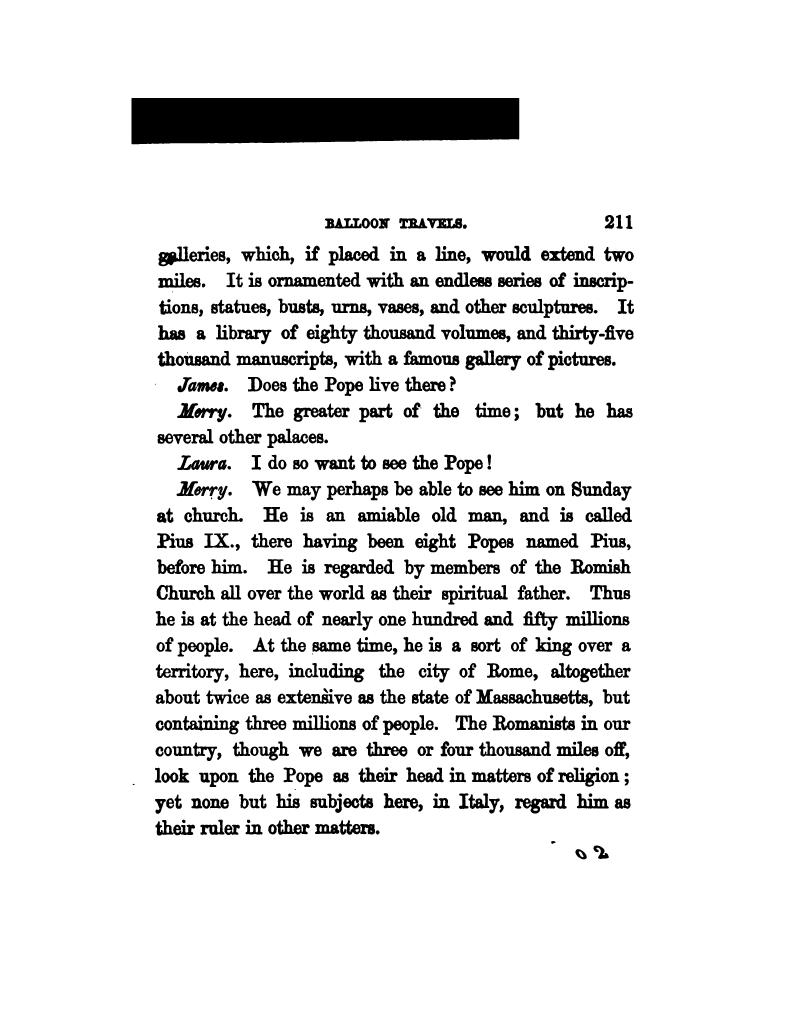 BALLOON TRAVELS. 211
galleries, which, if placed in a line, would extend two
miles. It is ornamented with an endless series of inscrip-
tions, statues, busts, urns, vases, and other sculptures. It
has a library of eighty thousand volumes, and thirty-five
thousand manuscripts, with a famous gallery of pictures.
James. Does the Pope live there?
Merry. The greater part of the time; but he has
several other palaces.
Laura. I do so want to see the Pope!
Merry. We may perhaps be able to see him on Sunday
at church. He is an amiable old man, and is called
Pius IX., there having been eight Popes named Pius,
before him. He is regarded by members of the Romish
Church all over the world as their spiritual father. Thus
he is at the head of nearly one hundred and fifty millions
of people. At the same time, he is a sort of king over a
territory, here, including the city of Rome, altogether
about twice as extensive as the state of Massachusetts, but
containing three millions of people. The Romanists in our
country, though we are three or four thousand miles off,
look upon the Pope as their head in matters of religion;
yet none but his subjects here, in Italy, regard him as
their ruler in other matters.
O 2